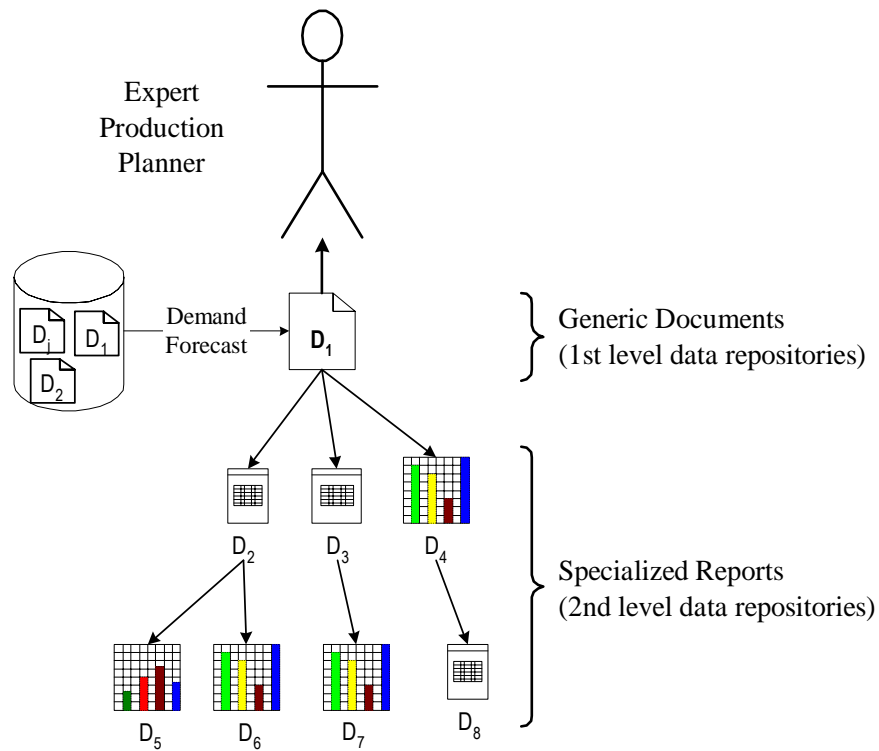 Expert
Production
Planner
Demand
Forecast
D1
Dj
D1
D2
Generic Documents
(1st level data repositories)
D2
D3
D4
Specialized Reports
(2nd level data repositories)
D5
D6
D7
D8